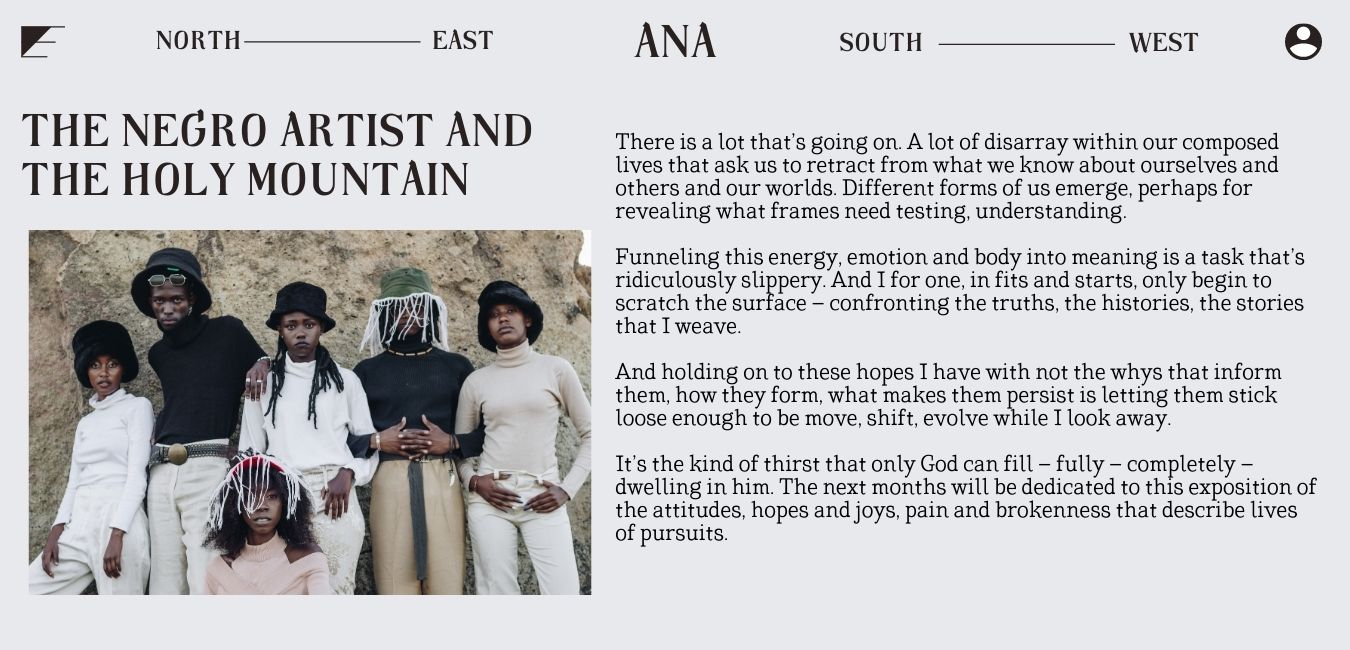 NORTH EAST ANA SOUTH WEST
THE NEGRO ARTIST AND
THE HOLY MOUNTAIN
There is a lot that's going on. A lot of disarray within our composed
lives that ask us to retract from what we know about ourselves and
others and our worlds. Different forms of us emerge, perhaps for
revealing what frames need testing, understanding.
Funneling this energy, emotion and body into meaning is a task that's
ridiculously slippery. And I for one, in fits and starts, only begin to
scratch the surface – confronting the truths, the histories, the stories
that I weave.
And holding on to these hopes I have with not the whys that inform
them, how they form, what makes them persist is letting them stick
loose enough to be move, shift, evolve while I look away.
It's the kind of thirst that only God can fill – fully – completely –
dwelling in him. The next months will be dedicated to this exposition of
the attitudes, hopes and joys, pain and brokenness that describe lives
of pursuits.